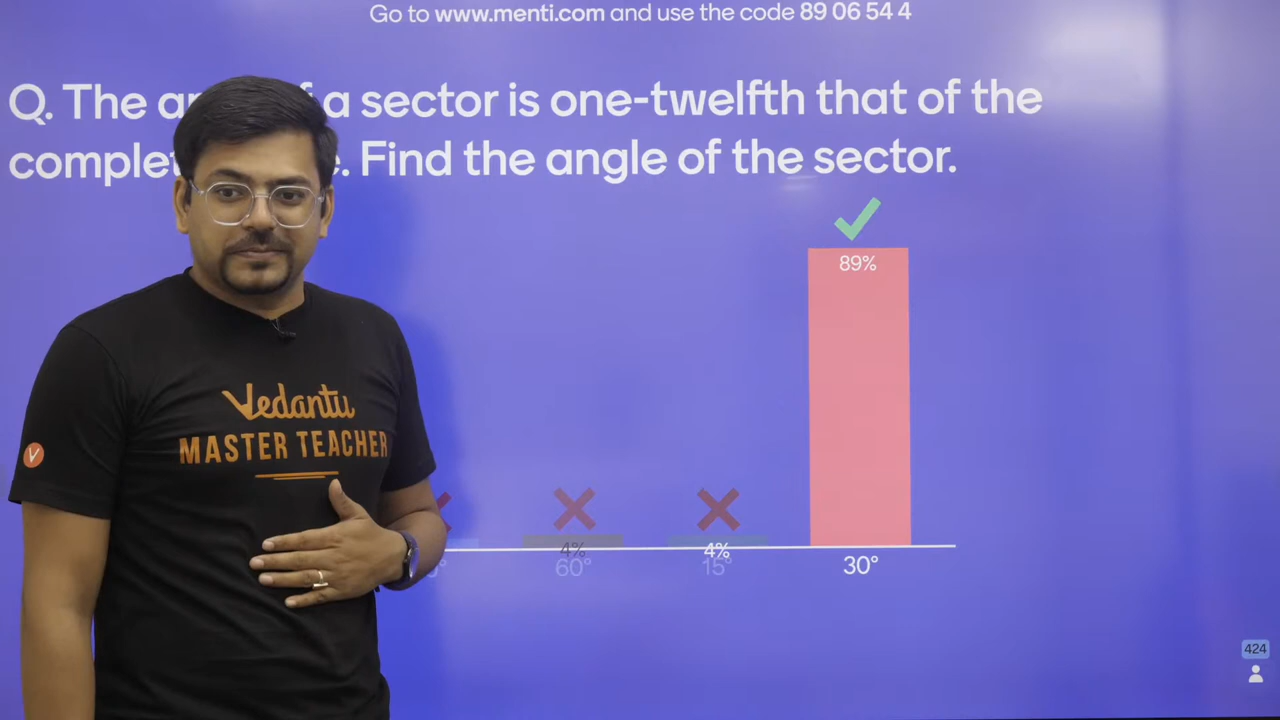 Go to www.menti.com and use the code 89 06 54 4
Q. The a sector is one-twelfth that of the
Find the angle of the sector.
89%
4%
4%
60°
15°
30°
Vedantu
MASTER TEACHER
V
424